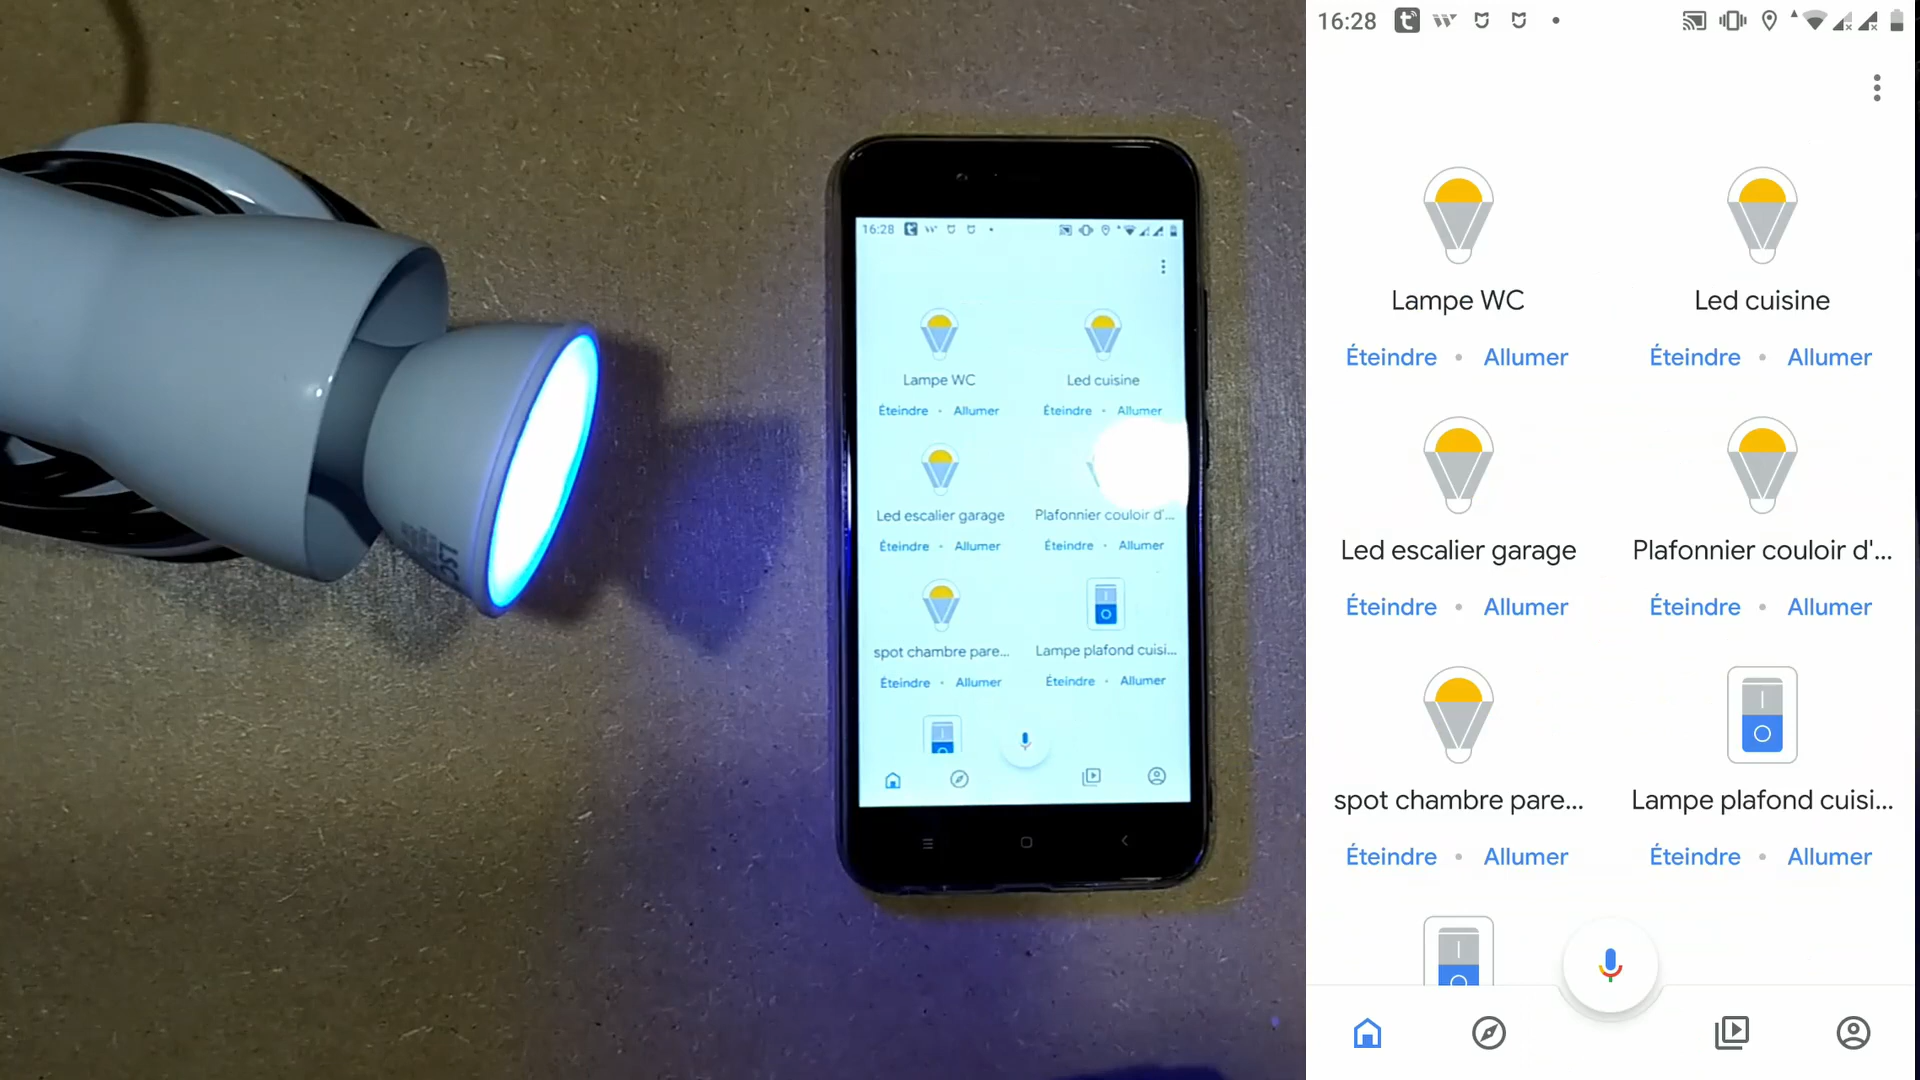 LSC
16:28
Lampe WC
Led cuisine
Éteindre • Allumer
Éteindre • Allumer
Led escalier garage
Plafonnier couloir d'...
Éteindre • Allumer
Éteindre • Allumer
spot chambre pare...
Lampe plafond cuisi...
Éteindre • Allumer
Éteindre • Allumer
16:28
Lampe WC
Led cuisine
Éteindre • Allumer
Éteindre • Allumer
Led escalier garage
Plafonnier couloir d'...
Éteindre • Allumer
Éteindre • Allumer
spot chambre pare...
Lampe plafond cuisi...
Éteindre • Allumer
Éteindre • Allumer